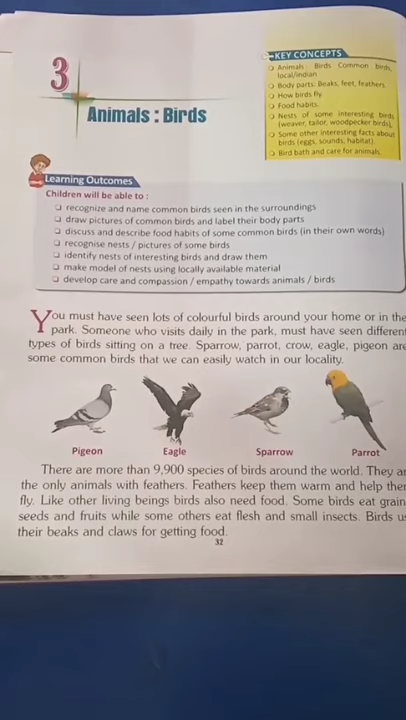 3
Animals : Birds
KEY CONCEPTS
❍ Animals Birds Common birds, local/indian
❍ Body parts: Beaks, feet, feathers
❍ How birds fly
❍ Food habits
❍ Nests of some interesting birds
(weaver, tailor, woodpecker birds),
❍ Some other interesting facts about
birds (eggs, sounds, habitat).
❍ Bird bath and care for animals.
Learning Outcomes
Children will be able to :
❑ recognize and name common birds seen in the surroundings
❑ draw pictures of common birds and label their body parts
❑ discuss and describe food habits of some common birds (in their own words)
❑ recognise nests / pictures of some birds
❑ identify nests of interesting birds and draw them
❑ make model of nests using locally available material
❑ develop care and compassion / empathy towards animals / birds
You must have seen lots of colourful birds around your home or in the
park. Someone who visits daily in the park, must have seen different
types of birds sitting on a tree. Sparrow, parrot, crow, eagle, pigeon are
some common birds that we can easily watch in our locality.
Pigeon Eagle Sparrow Parrot
There are more than 9,900 species of birds around the world. They ar
the only animals with feathers. Feathers keep them warm and help the
fly. Like other living beings birds also need food. Some birds eat grain
seeds and fruits while some others eat flesh and small insects. Birds us
their beaks and claws for getting food.
32